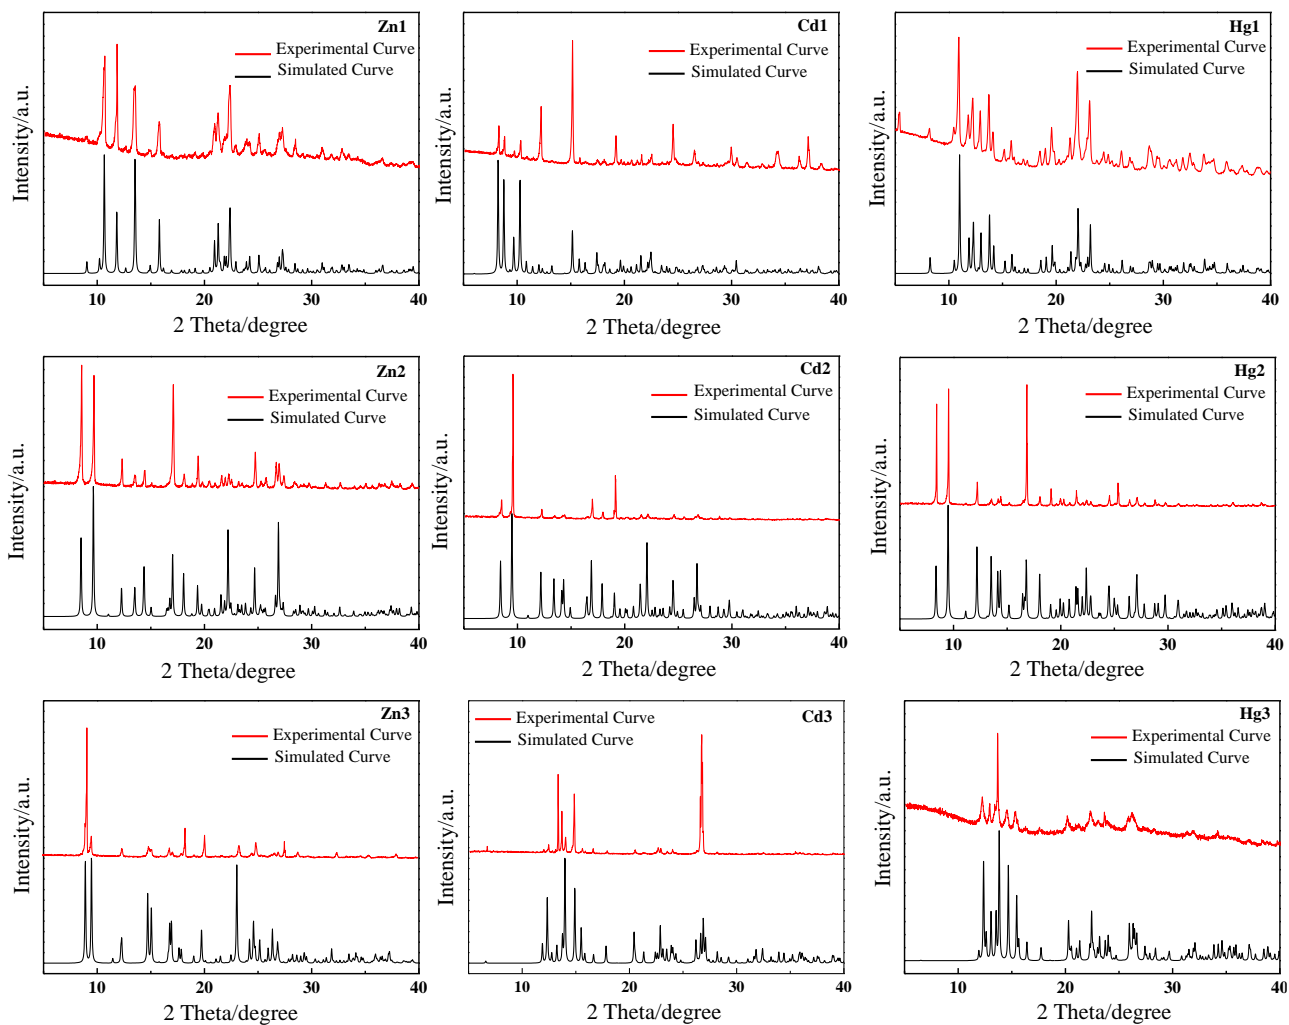 Zn1
Experimental Curve
Simulated Curve
Intensity/a.u.
10 20 30 40
2 Theta/degree
Cd1
Experimental Curve
Simulated Curve
Intensity/a.u.
10 20 30 40
2 Theta/degree
Hg1
Experimental Curve
Simulated Curve
Intensity/a.u.
10 20 30 40
2 Theta/degree
Zn2
Experimental Curve
Simulated Curve
Intensity/a.u.
10 20 30 40
2 Theta/degree
Cd2
Experimental Curve
Simulated Curve
Intensity/a.u.
10 20 30 40
2 Theta/degree
Hg2
Experimental Curve
Simulated Curve
Intensity/a.u.
10 20 30 40
2 Theta/degree
Zn3
Experimental Curve
Simulated Curve
Intensity/a.u.
10 20 30 40
2 Theta/degree
Cd3
Experimental Curve
Simulated Curve
Intensity/a.u.
10 20 30 40
2 Theta/degree
Hg3
Experimental Curve
Simulated Curve
Intensity/a.u.
10 20 30 40
2 Theta/degree